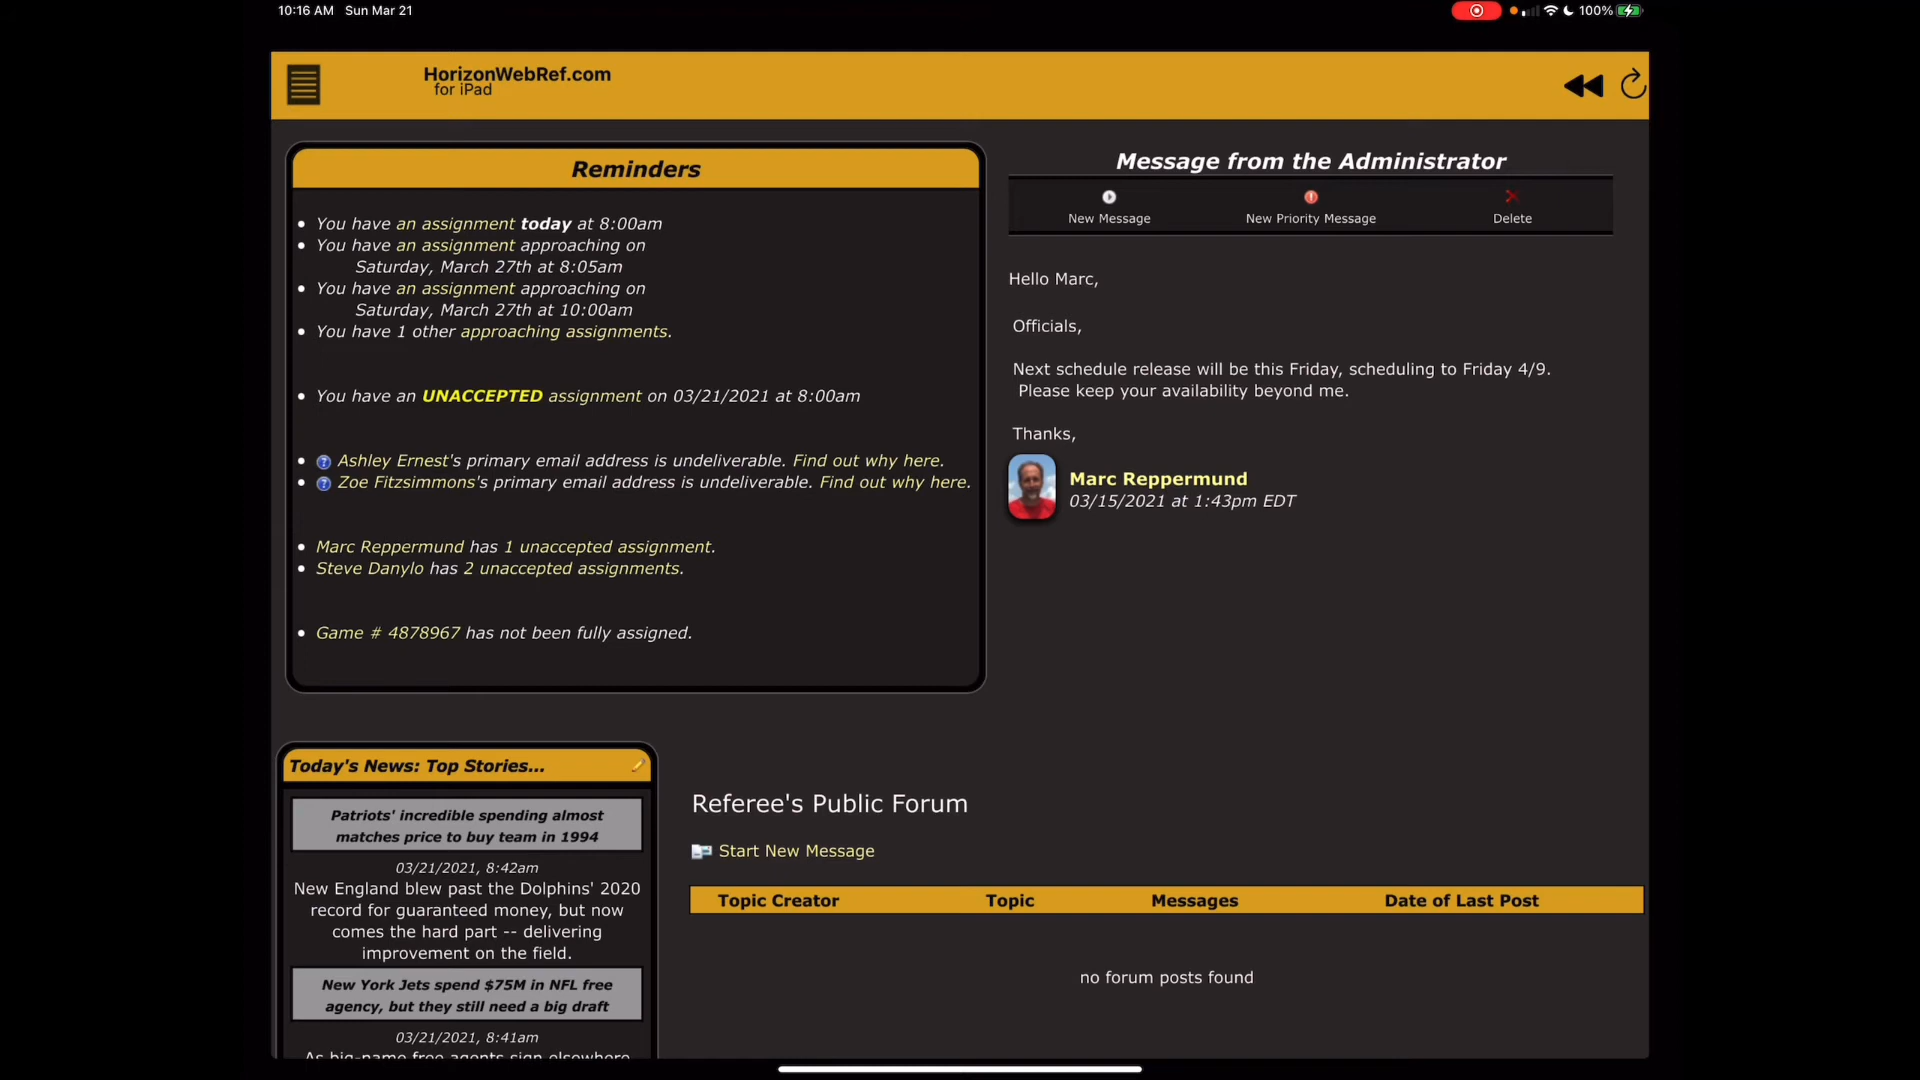 10:16 AM Sun Mar 21
100%
HorizonWebRef.com
for iPad
Reminders
You have an assignment today at 8:00am
You have an assignment approaching on
Saturday, March 27th at 8:05am
You have an assignment approaching on
Saturday, March 27th at 10:00am
You have 1 other approaching assignments.
You have an UNACCEPTED assignment on 03/21/2021 at 8:00am
Ashley Ernest's primary email address is undeliverable. Find out why here.
Zoe Fitzsimmons's primary email address is undeliverable. Find out why here.
Marc Reppermund has 1 unaccepted assignment.
Steve Danylo has 2 unaccepted assignments.
Game # 4878967 has not been fully assigned.
Message from the Administrator
New Message
New Priority Message
Delete
Hello Marc,
Officials,
Next schedule release will be this Friday, scheduling to Friday 4/9.
Please keep your availability beyond me.
Thanks,
Marc Reppermund
03/15/2021 at 1:43pm EDT
Today's News: Top Stories...
Patriots' incredible spending almost
matches price to buy team in 1994
03/21/2021, 8:42am
New England blew past the Dolphins' 2020
record for guaranteed money, but now
comes the hard part -- delivering
improvement on the field.
New York Jets spend $75M in NFL free
agency, but they still need a big draft
03/21/2021, 8:41am
As big-name free agents sign elsewhere
Referee's Public Forum
Start New Message
Topic Creator Topic Messages Date of Last Post
no forum posts found